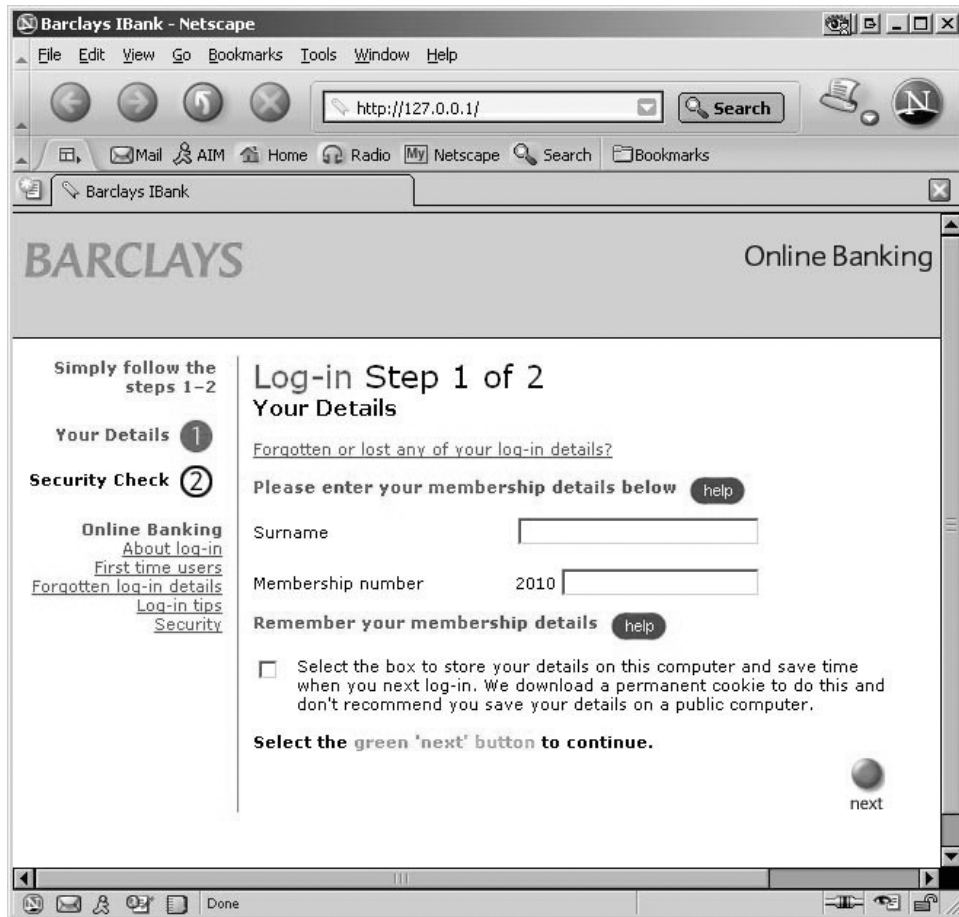 Barclays IBank - Netscape
File Edit View Go Bookmarks Tools Window Help
http://127.0.0.1/ Search N
Mail AIM Home Radio My Netscape Search Bookmarks
Barclays IBank
BARCLAYS
Online Banking
Simply follow the
steps 1-2
Your Details 1
Security Check 2
Online Banking
About log-in
First time users
Forgotten log-in details
Log-in tips
Security
Log-in Step 1 of 2
Your Details
Forgotten or lost any of your log-in details?
Please enter your membership details below help
Surname
Membership number 2010
Remember your membership details help
Select the box to store your details on this computer and save time
when you next log-in. We download a permanent cookie to do this and
don't recommend you save your details on a public computer.
Select the green 'next' button to continue.
next
Done